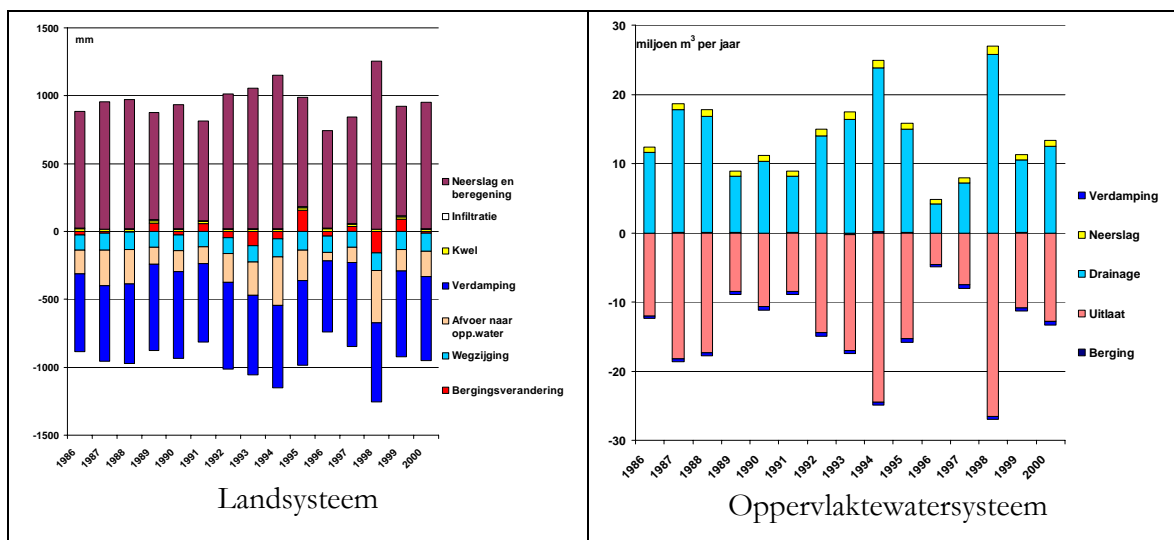 1500
1000
500
0
-500
-1000
-1500
mm
1986
1987
1988
1989
1990
1991
1992
1993
1994
1995
1996
1997
1998
1999
2000
Neerslag en
beregening
Infiltratie
Kwel
Verdamping
Afvoer naar
opp.water
Wegzijging
Bergingsverandering
Landsysteem
30
20
10
0
-10
-20
-30
miljoen m³ per jaar
1986
1987
1988
1989
1990
1991
1992
1993
1994
1995
1996
1997
1998
1999
2000
Verdamping
Neerslag
Drainage
Uitlaat
Berging
Oppervlaktewatersysteem